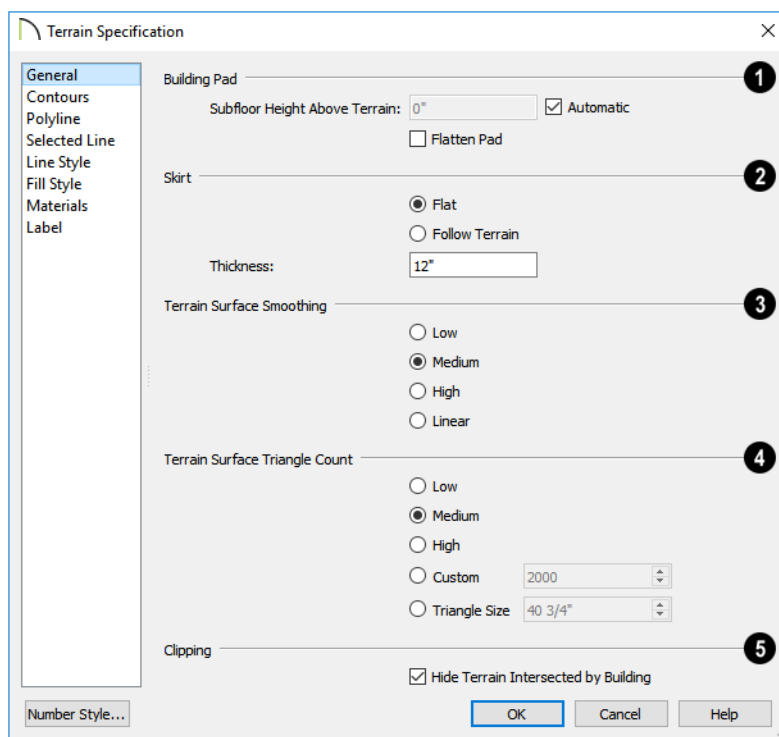 Terrain Specification
General
Contours
Polyline
Selected Line
Line Style
Fill Style
Materials
Label
Building Pad 1
Subfloor Height Above Terrain: 0" Automatic
Flatten Pad
Skirt 2
Flat
Follow Terrain
Thickness: 12"
Terrain Surface Smoothing 3
Low
Medium
High
Linear
Terrain Surface Triangle Count 4
Low
Medium
High
Custom 2000
Triangle Size 40 3/4"
Clipping 5
Hide Terrain Intersected by Building
Number Style... OK Cancel Help